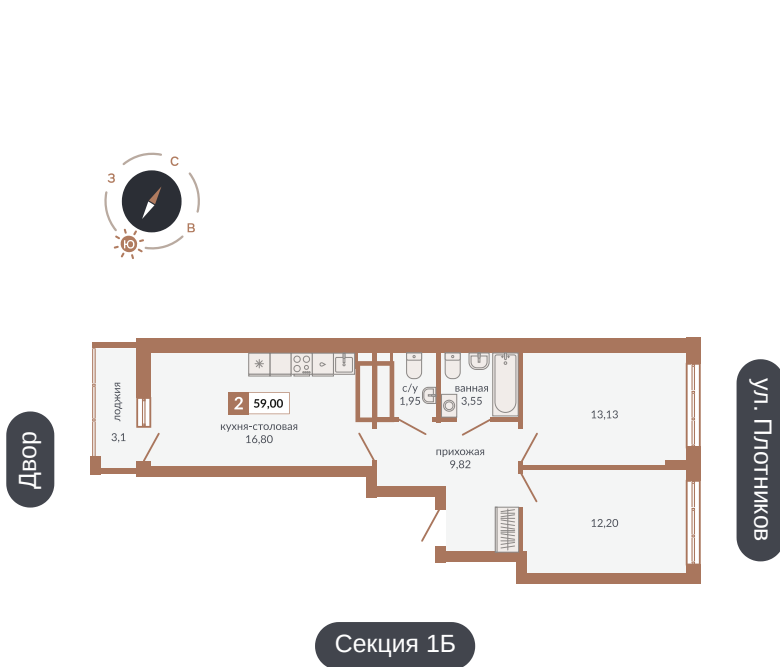 С
З
В
Ю
лоджия
3,1
2 59,00
кухня-столовая
16,80
с/у
1,95
ванная
3,55
прихожая
9,82
13,13
12,20
Двор
ул. Плотников
Секция 1Б